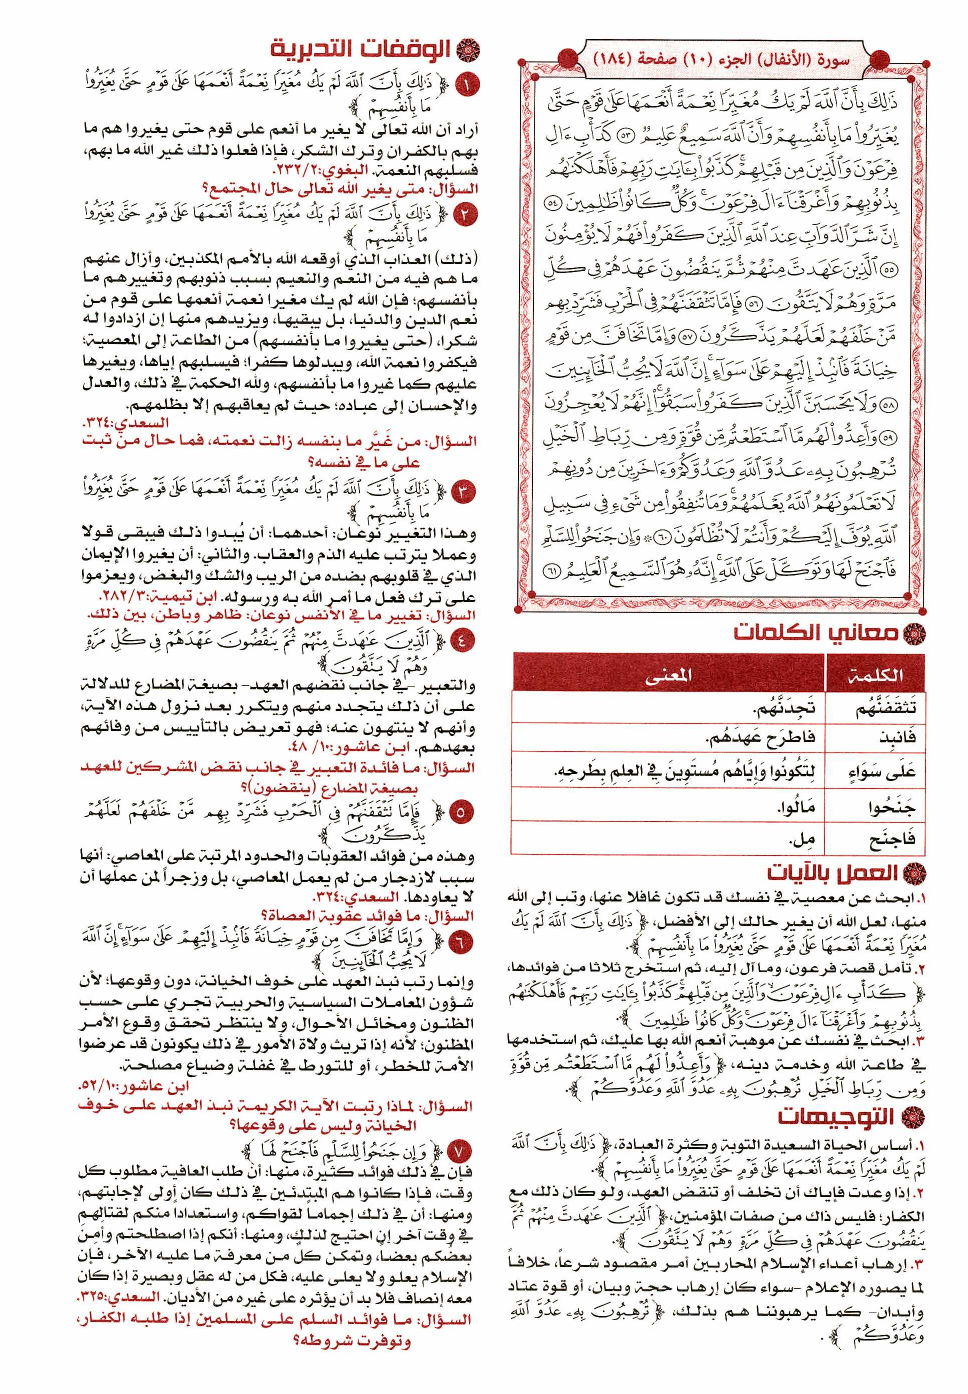 سورة (الأنفال) الجزء (١٠) صفحة (١٨٤)
ذَٰلِكَ بِأَنَّ ٱللَّهَ لَمْ يَكُ مُغَيِّرًا نِّعْمَةً أَنْعَمَهَا عَلَىٰ قَوْمٍ حَتَّىٰ
يُغَيِّرُوا۟ مَا بِأَنفُسِهِمْ وَأَنَّ ٱللَّهَ سَمِيعٌ عَلِيمٌ ٥٣ كَدَأْبِ ءَالِ
فِرْعَوْنَ وَٱلَّذِينَ مِن قَبْلِهِمْ كَذَّبُوا۟ بِـَٔايَٰتِ رَبِّهِمْ فَأَهْلَكْنَٰهُم
بِذُنُوبِهِمْ وَأَغْرَقْنَآ ءَالَ فِرْعَوْنَ وَكُلٌّ كَانُوا۟ ظَٰلِمِينَ ٥٤
إِنَّ شَرَّ ٱلدَّوَآبِّ عِندَ ٱللَّهِ ٱلَّذِينَ كَفَرُوا۟ فَهُمْ لَا يُؤْمِنُونَ
٥٥ ٱلَّذِينَ عَٰهَدتَّ مِنْهُمْ ثُمَّ يَنقُضُونَ عَهْدَهُمْ فِى كُلِّ
مَرَّةٍ وَهُمْ لَا يَتَّقُونَ ٥٦ فَإِمَّا تَثْقَفَنَّهُمْ فِى ٱلْحَرْبِ فَشَرِّدْ بِهِم
مَّنْ خَلْفَهُمْ لَعَلَّهُمْ يَذَّكَّرُونَ ٥٧ وَإِمَّا تَخَافَنَّ مِن قَوْمٍ
خِيَانَةً فَٱنۢبِذْ إِلَيْهِمْ عَلَىٰ سَوَآءٍ إِنَّ ٱللَّهَ لَا يُحِبُّ ٱلْخَآئِنِينَ
٥٨ وَلَا يَحْسَبَنَّ ٱلَّذِينَ كَفَرُوا۟ سَبَقُوٓا۟ إِنَّهُمْ لَا يُعْجِزُونَ
٥٩ وَأَعِدُّوا۟ لَهُم مَّا ٱسْتَطَعْتُم مِّن قُوَّةٍ وَمِن رِّبَاطِ ٱلْخَيْلِ
تُرْهِبُونَ بِهِۦ عَدُوَّ ٱللَّهِ وَعَدُوَّكُمْ وَءَاخَرِينَ مِن دُونِهِمْ
لَا تَعْلَمُونَهُمُ ٱللَّهُ يَعْلَمُهُمْ وَمَا تُنفِقُوا۟ مِن شَىْءٍ فِى سَبِيلِ
ٱللَّهِ يُوَفَّ إِلَيْكُمْ وَأَنتُمْ لَا تُظْلَمُونَ ٦٠ ۞ وَإِن جَنَحُوا۟ لِلسَّلْمِ
فَٱجْنَحْ لَهَا وَتَوَكَّلْ عَلَى ٱللَّهِ إِنَّهُۥ هُوَ ٱلسَّمِيعُ ٱلْعَلِيمُ ٦١
معاني الكلمات
الكلمة المعنى
تَثقَفَنَّهُم تَجِدَنَّهُم.
فَانبِذ فَاطرَح عَهدَهُم.
عَلَى سَوَاءٍ لِتَكُونُوا وَإِيَّاهُم مُستَوِينَ فِي العِلمِ بِطَرحِهِ.
جَنَحُوا مَالُوا.
فَاجنَح مِل.
العمل بالآيات
١. ابحث عن معصية في نفسك قد تكون غافلا عنها، وتب إلى الله
منها، لعل الله أن يغير حالك إلى الأفضل، ﴿ ذَٰلِكَ بِأَنَّ ٱللَّهَ لَمْ يَكُ
مُغَيِّرًا نِّعْمَةً أَنْعَمَهَا عَلَىٰ قَوْمٍ حَتَّىٰ يُغَيِّرُوا۟ مَا بِأَنفُسِهِمْ ﴾.
٢. تأمل قصة فرعون، وما آل إليه، ثم استخرج ثلاثا من فوائدها،
﴿ كَدَأْبِ ءَالِ فِرْعَوْنَ وَٱلَّذِينَ مِن قَبْلِهِمْ كَذَّبُوا۟ بِـَٔايَٰتِ رَبِّهِمْ فَأَهْلَكْنَٰهُم
بِذُنُوبِهِمْ وَأَغْرَقْنَآ ءَالَ فِرْعَوْنَ وَكُلٌّ كَانُوا۟ ظَٰلِمِينَ ﴾.
٣. ابحث في نفسك عن موهبة أنعم الله بها عليك، ثم استخدمها
في طاعة الله وخدمة دينه، ﴿ وَأَعِدُّوا۟ لَهُم مَّا ٱسْتَطَعْتُم مِّن قُوَّةٍ
وَمِن رِّبَاطِ ٱلْخَيْلِ تُرْهِبُونَ بِهِۦ عَدُوَّ ٱللَّهِ وَعَدُوَّكُمْ ﴾.
التوجيهات
١. أساس الحياة السعيدة التوبة وكثرة العبادة، ﴿ ذَٰلِكَ بِأَنَّ ٱللَّهَ
لَمْ يَكُ مُغَيِّرًا نِّعْمَةً أَنْعَمَهَا عَلَىٰ قَوْمٍ حَتَّىٰ يُغَيِّرُوا۟ مَا بِأَنفُسِهِمْ ﴾.
٢. إذا وعدت فإياك أن تخلف أو تنقض العهد، ولو كان ذلك مع
الكفار؛ فليس ذاك من صفات المؤمنين، ﴿ ٱلَّذِينَ عَٰهَدتَّ مِنْهُمْ ثُمَّ
يَنقُضُونَ عَهْدَهُمْ فِى كُلِّ مَرَّةٍ وَهُمْ لَا يَتَّقُونَ ﴾.
٣. إرهاب أعداء الإسلام المحاربين أمر مقصود شرعاً، خلافاً
لما يصوره الإعلام -سواء كان إرهاب حجة وبيان، أو قوة عتاد
وأبدان- كما يرهبوننا هم بذلك، ﴿ تُرْهِبُونَ بِهِۦ عَدُوَّ ٱللَّهِ
وَعَدُوَّكُمْ ﴾.
الوقفات التدبرية
١ ﴿ ذَٰلِكَ بِأَنَّ ٱللَّهَ لَمْ يَكُ مُغَيِّرًا نِّعْمَةً أَنْعَمَهَا عَلَىٰ قَوْمٍ حَتَّىٰ يُغَيِّرُوا۟
مَا بِأَنفُسِهِمْ ﴾
أراد أن الله تعالى لا يغير ما أنعم على قوم حتى يغيروا هم ما
بهم بالكفران وترك الشكر، فإذا فعلوا ذلك غير الله ما بهم،
فسلبهم النعمة. البغوي:٢/٢٣٢.
السؤال: متى يغير الله تعالى حال المجتمع؟
٢ ﴿ ذَٰلِكَ بِأَنَّ ٱللَّهَ لَمْ يَكُ مُغَيِّرًا نِّعْمَةً أَنْعَمَهَا عَلَىٰ قَوْمٍ حَتَّىٰ يُغَيِّرُوا۟
مَا بِأَنفُسِهِمْ ﴾
(ذلك) العذاب الذي أوقعه الله بالأمم المكذبين، وأزال عنهم
ما هم فيه من النعم والنعيم بسبب ذنوبهم وتغييرهم ما
بأنفسهم؛ فإن الله لم يك مغيرا نعمة أنعمها على قوم من
نعم الدين والدنيا، بل يبقيها، ويزيدهم منها إن ازدادوا له
شكرا، (حتى يغيروا ما بأنفسهم) من الطاعة إلى المعصية؛
فيكفروا نعمة الله، ويبدلوها كفرا؛ فيسلبهم إياها، ويغيرها
عليهم كما غيروا ما بأنفسهم، ولله الحكمة في ذلك، والعدل
والإحسان إلى عباده؛ حيث لم يعاقبهم إلا بظلمهم.
السعدي:٣٢٤.
السؤال: من غَيَّر ما بنفسه زالت نعمته، فما حال من ثبت
على ما في نفسه؟
٣ ﴿ ذَٰلِكَ بِأَنَّ ٱللَّهَ لَمْ يَكُ مُغَيِّرًا نِّعْمَةً أَنْعَمَهَا عَلَىٰ قَوْمٍ حَتَّىٰ يُغَيِّرُوا۟
مَا بِأَنفُسِهِمْ ﴾
وهذا التغيير نوعان: أحدهما: أن يُبدوا ذلك فيبقى قولا
وعملا يترتب عليه الذم والعقاب. والثاني: أن يغيروا الإيمان
الذي في قلوبهم بضده من الريب والشك والبغض، ويعزموا
على ترك فعل ما أمر الله به ورسوله. ابن تيمية:٣/٢٨٢.
السؤال: تغيير ما في الأنفس نوعان: ظاهر وباطن، بين ذلك.
٤ ﴿ ٱلَّذِينَ عَٰهَدتَّ مِنْهُمْ ثُمَّ يَنقُضُونَ عَهْدَهُمْ فِى كُلِّ مَرَّةٍ
وَهُمْ لَا يَتَّقُونَ ﴾
والتعبير -في جانب نقضهم العهد- بصيغة المضارع للدلالة
على أن ذلك يتجدد منهم ويتكرر بعد نزول هذه الآية،
وأنهم لا ينتهون عنه؛ فهو تعريض بالتأييس من وفائهم
بعهدهم. ابن عاشور:١٠/ ٤٨.
السؤال: ما فائدة التعبير في جانب نقض المشركين للعهد
بصيغة المضارع (ينقضون)؟
٥ ﴿ فَإِمَّا تَثْقَفَنَّهُمْ فِى ٱلْحَرْبِ فَشَرِّدْ بِهِم مَّنْ خَلْفَهُمْ لَعَلَّهُمْ
يَذَّكَّرُونَ ﴾
وهذه من فوائد العقوبات والحدود المرتبة على المعاصي: أنها
سبب لازدجار من لم يعمل المعاصي، بل وزجراً لمن عملها أن
لا يعاودها. السعدي:٣٢٤.
السؤال: ما فوائد عقوبة العصاة؟
٦ ﴿ وَإِمَّا تَخَافَنَّ مِن قَوْمٍ خِيَانَةً فَٱنۢبِذْ إِلَيْهِمْ عَلَىٰ سَوَآءٍ إِنَّ ٱللَّهَ
لَا يُحِبُّ ٱلْخَآئِنِينَ ﴾
وإنما رتب نبذ العهد على خوف الخيانة، دون وقوعها؛ لأن
شؤون المعاملات السياسية والحربية تجري على حسب
الظنون ومخائل الأحوال، ولا ينتظر تحقق وقوع الأمر
المظنون؛ لأنه إذا تريث ولاة الأمور في ذلك يكونون قد عرضوا
الأمة للخطر، أو للتورط في غفلة وضياع مصلحة.
ابن عاشور:١٠/٥٢.
السؤال: لماذا رتبت الآية الكريمة نبذ العهد على خوف
الخيانة وليس على وقوعها؟
٧ ﴿ وَإِن جَنَحُوا۟ لِلسَّلْمِ فَٱجْنَحْ لَهَا ﴾
فإن في ذلك فوائد كثيرة، منها: أن طلب العافية مطلوب كل
وقت، فإذا كانوا هم المبتدئين في ذلك كان أولى لإجابتهم،
ومنها: أن في ذلك إجماماً لقواكم، واستعدادا منكم لقتالهم
في وقت آخر إن احتيج لذلك، ومنها: أنكم إذا اصطلحتم وأمن
بعضكم بعضا، وتمكن كل من معرفة ما عليه الآخر، فإن
الإسلام يعلو ولا يعلى عليه، فكل من له عقل وبصيرة إذا كان
معه إنصاف فلا بد أن يؤثره على غيره من الأديان. السعدي:٣٢٥.
السؤال: ما فوائد السلم على المسلمين إذا طلبه الكفار،
وتوفرت شروطه؟